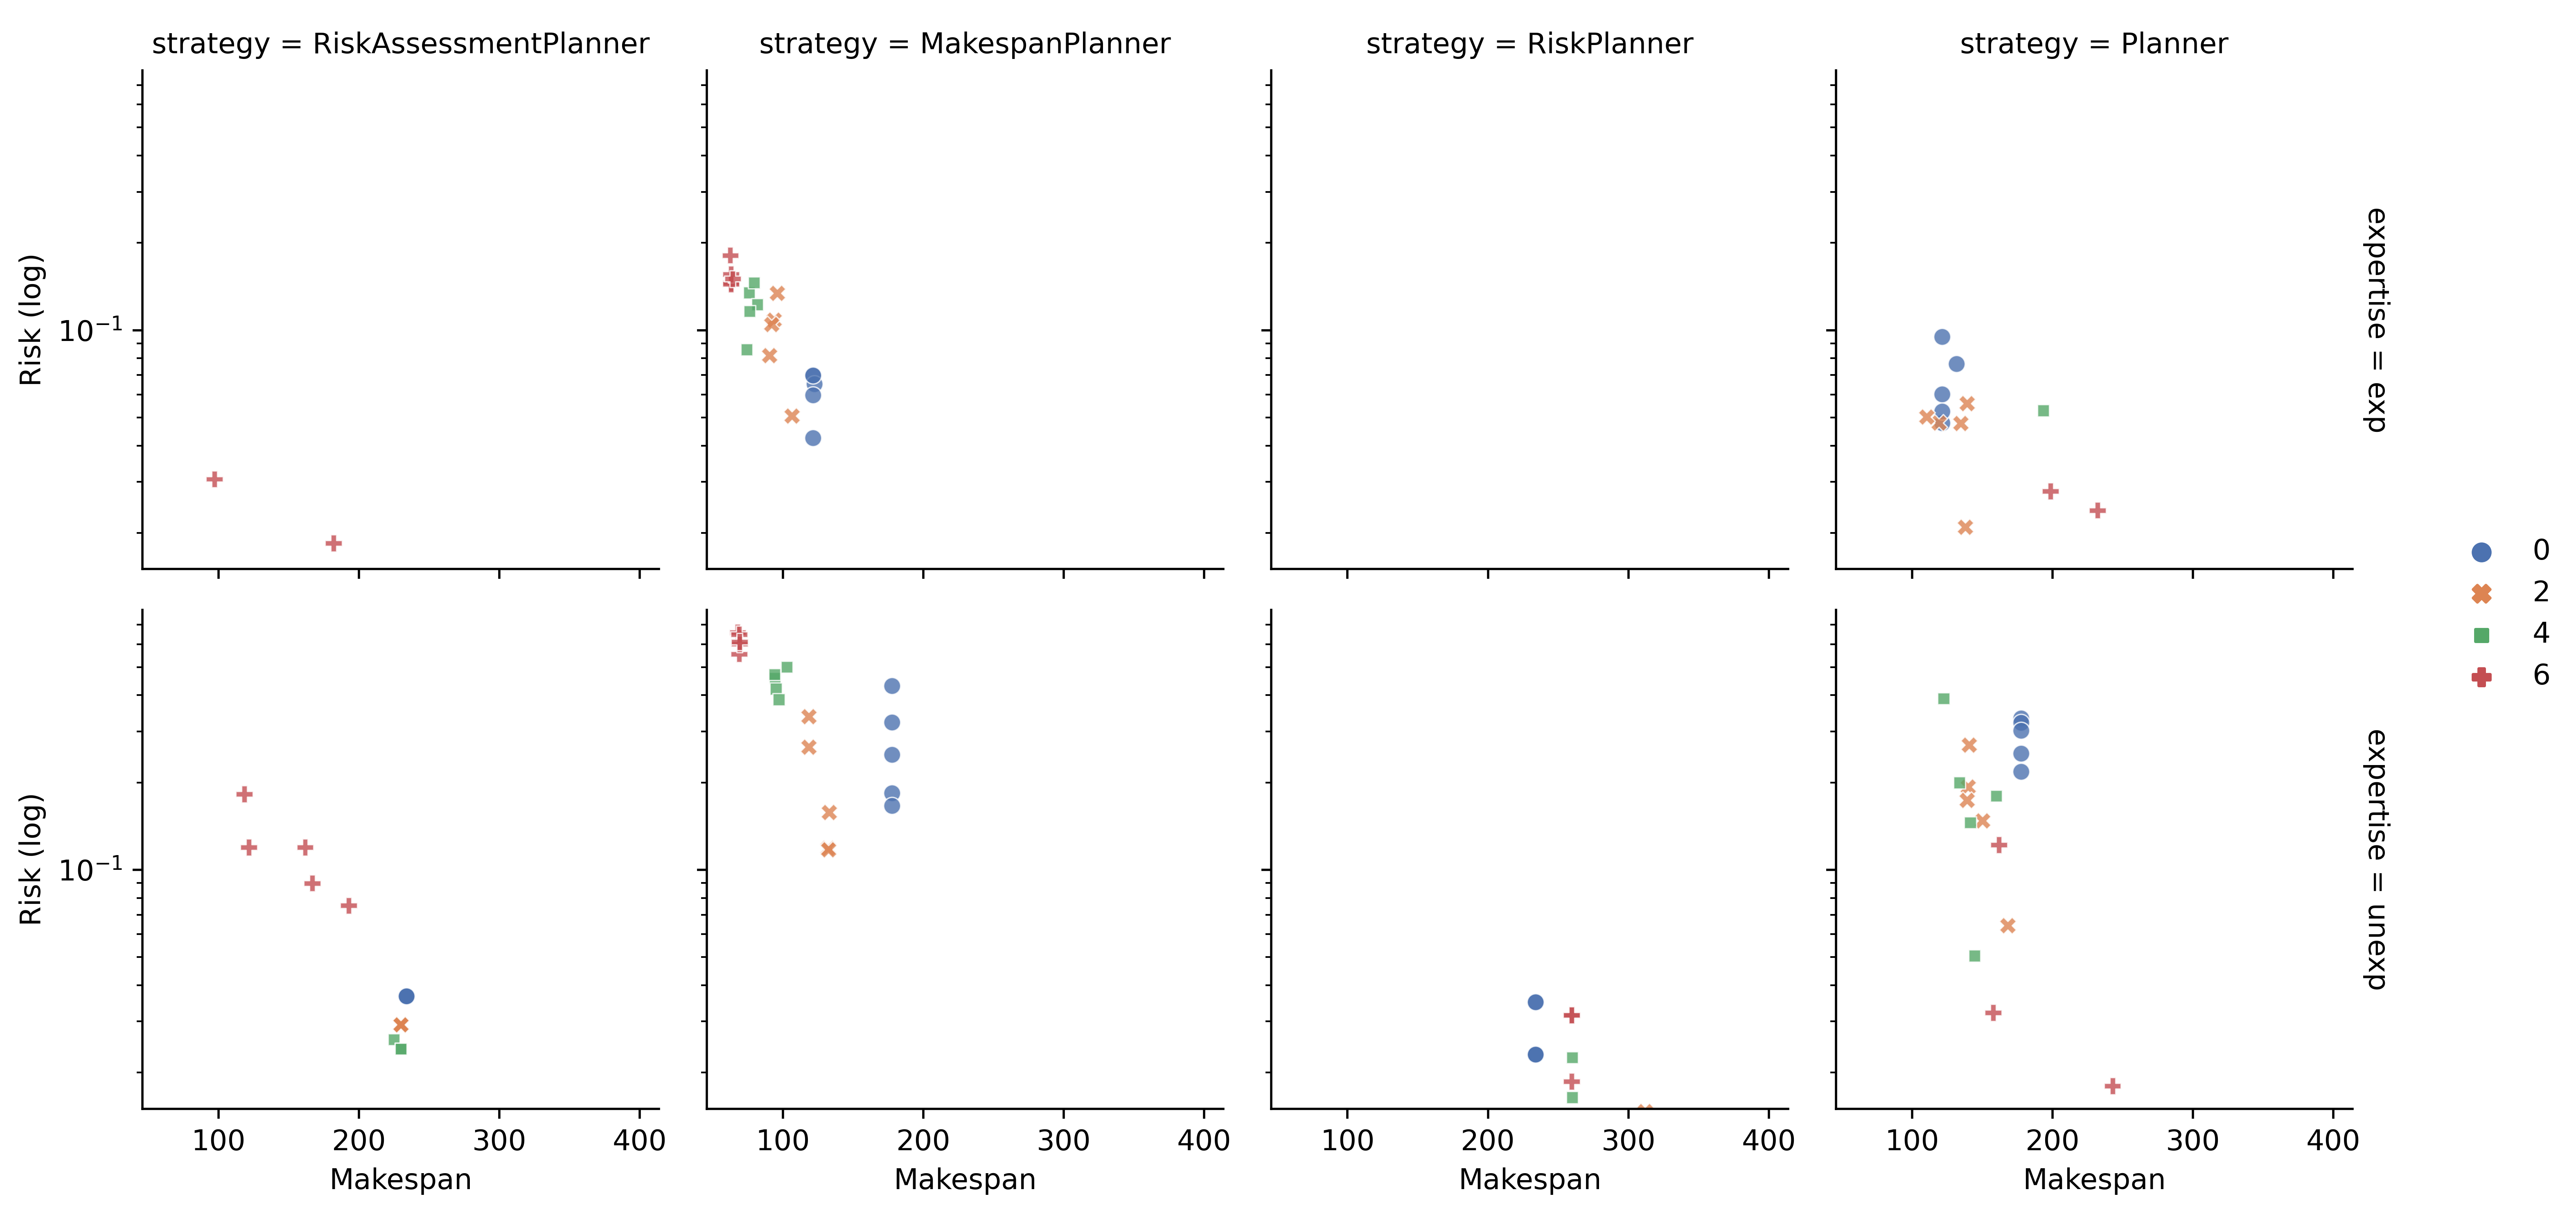 strategy = RiskAssessmentPlanner
strategy = MakespanPlanner
strategy = RiskPlanner
strategy = Planner
Risk (log)
10⁻¹
expertise = exp
0
2
4
6
Risk (log)
10⁻¹
expertise = unexp
100 200 300 400
100 200 300 400
100 200 300 400
100 200 300 400
Makespan
Makespan
Makespan
Makespan